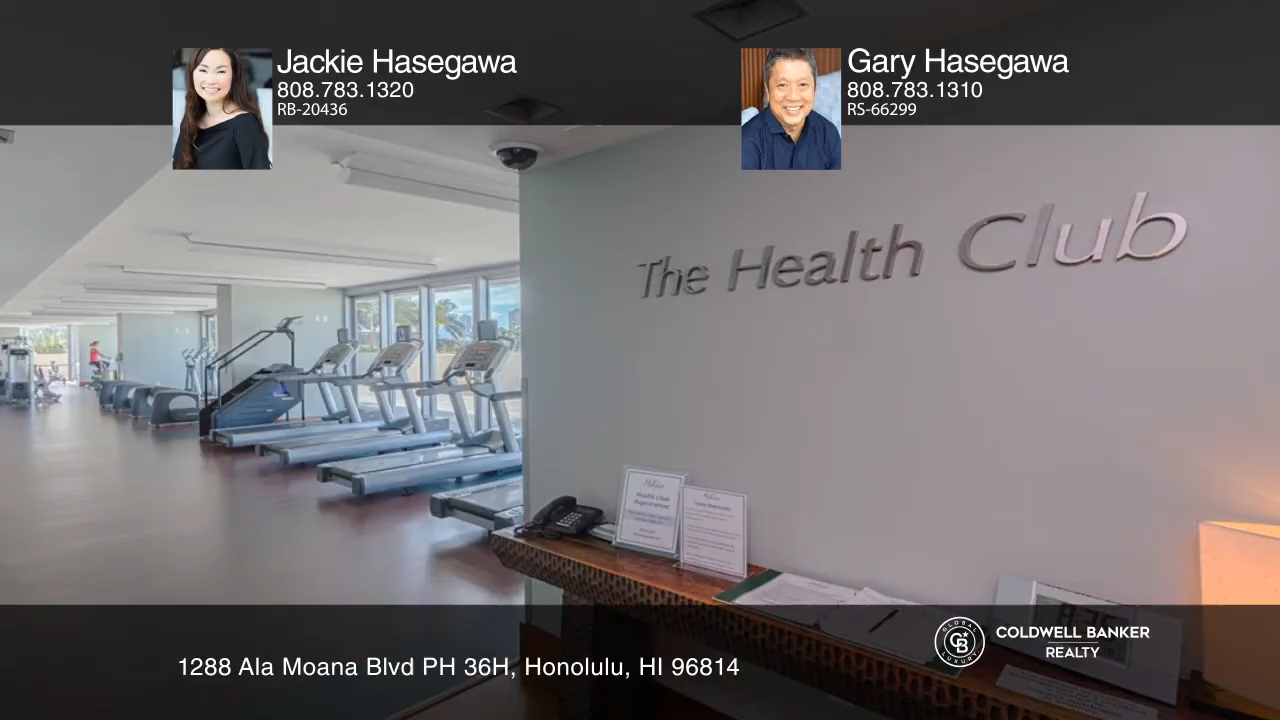 Jackie Hasegawa
808.783.1320
RB-20436
Gary Hasegawa
808.783.1310
RS-66299
The Health Club
Health Club
Registration
GLOBAL
CB
LUXURY
COLDWELL BANKER
REALTY
1288 Ala Moana Blvd PH 36H, Honolulu, HI 96814